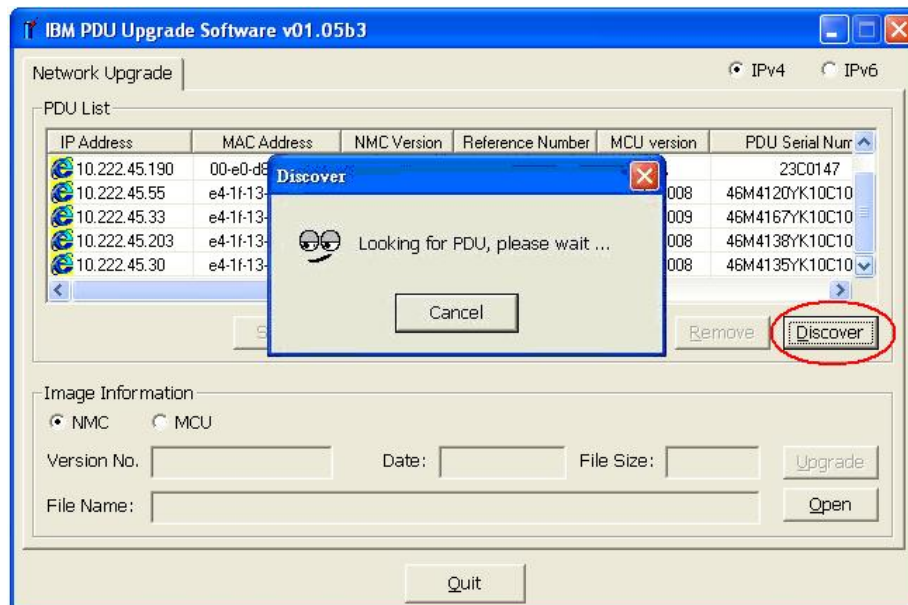 IBM PDU Upgrade Software v01.05b3
Network Upgrade
IPv4 IPv6
PDU List
IP Address MAC Address NMC Version Reference Number MCU version PDU Serial Num
10.222.45.190 00-e0-d8 23C0147
10.222.45.55 e4-1f-13- 008 46M4120YK10C10
10.222.45.33 e4-1f-13- 009 46M4167YK10C10
10.222.45.203 e4-1f-13- 008 46M4138YK10C10
10.222.45.30 e4-1f-13- 008 46M4135YK10C10
Discover
Looking for PDU, please wait ...
Cancel
S Remove Discover
Image Information
NMC MCU
Version No. Date: File Size: Upgrade
File Name: Open
Quit